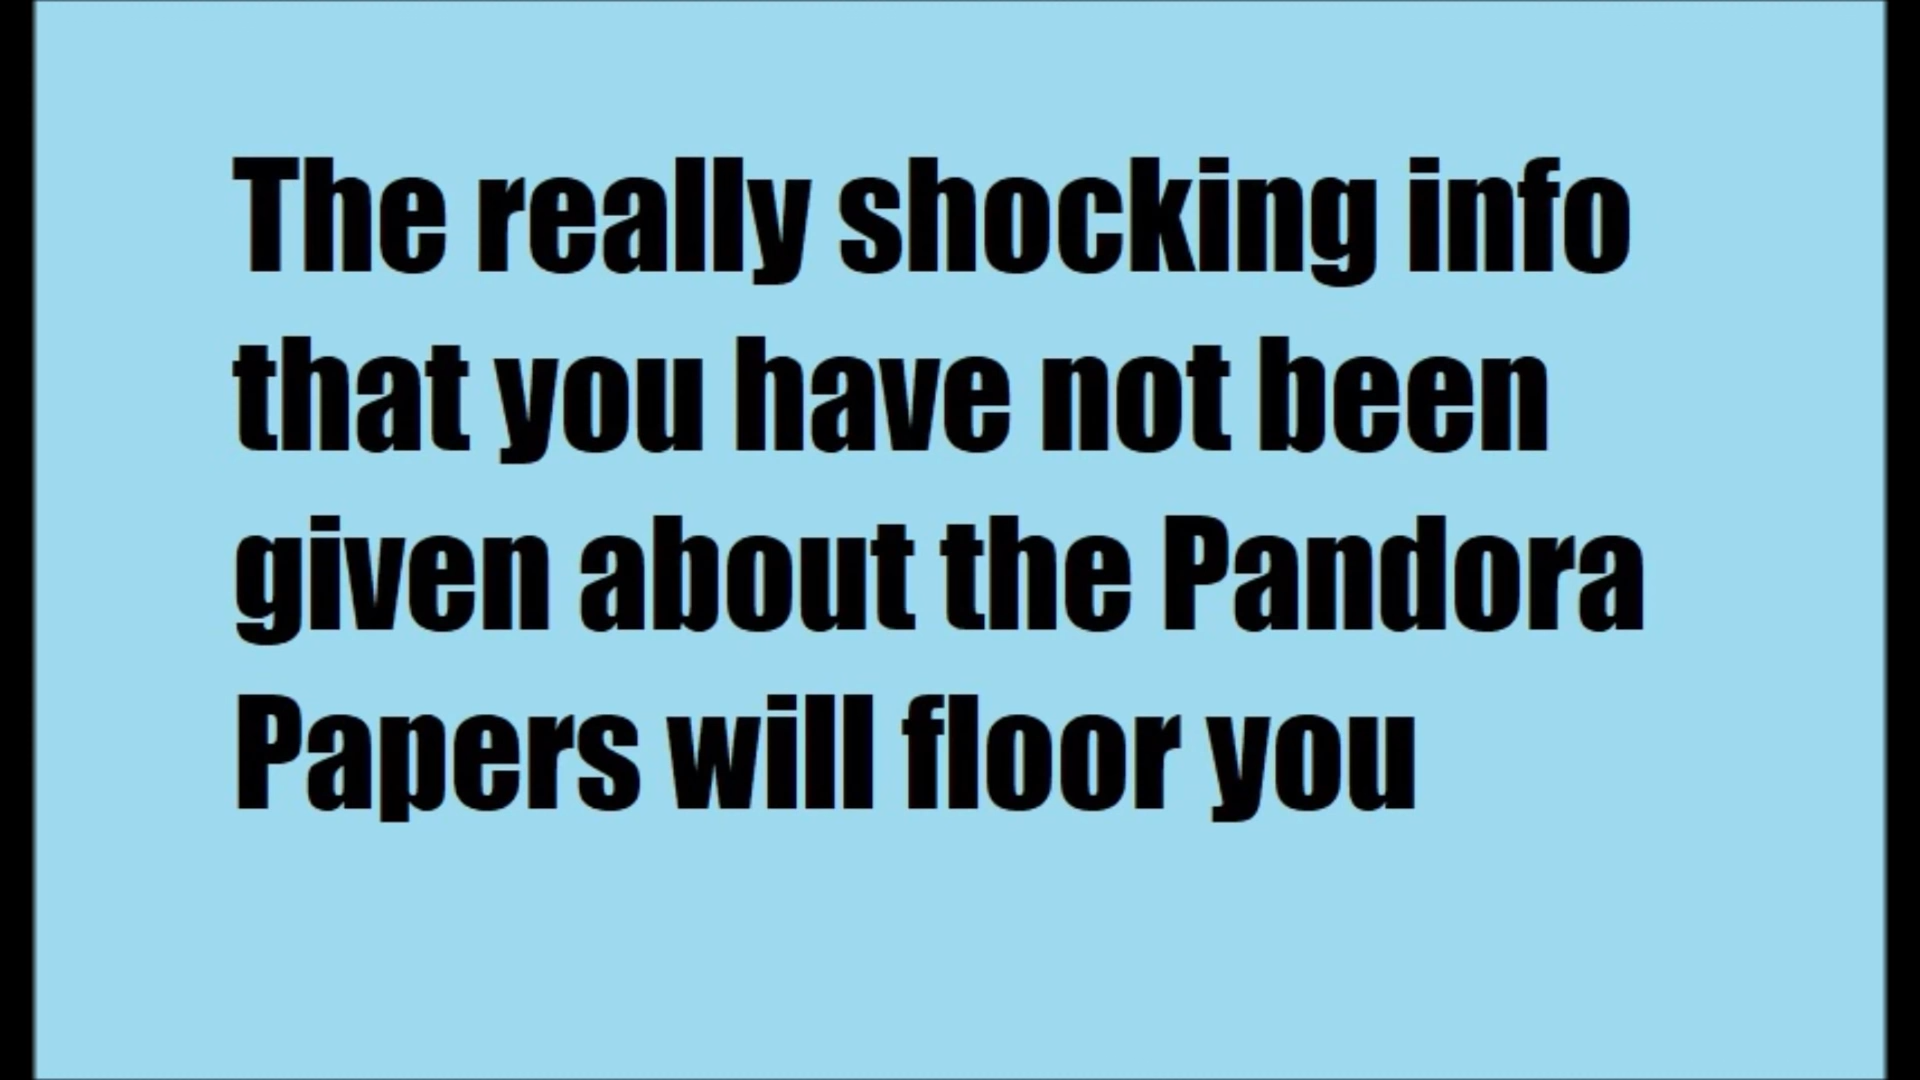 The really shocking info
that you have not been
given about the Pandora
Papers will floor you